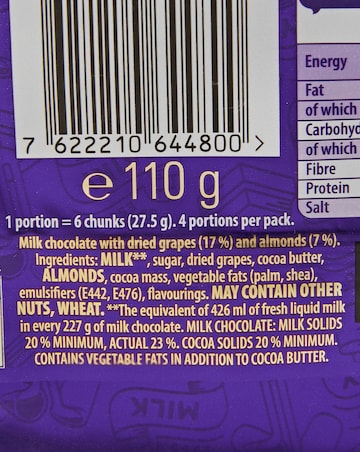 Energy
Fat
of which
Carbohyd
of which
Fibre
Protein
Salt
7 622210 644800 >
e 110 g
1 portion = 6 chunks (27.5 g). 4 portions per pack.
Milk chocolate with dried grapes (17 %) and almonds (7 %).
Ingredients: MILK**, sugar, dried grapes, cocoa butter,
ALMONDS, cocoa mass, vegetable fats (palm, shea),
emulsifiers (E442, E476), flavourings. MAY CONTAIN OTHER
NUTS, WHEAT. **The equivalent of 426 ml of fresh liquid milk
in every 227 g of milk chocolate. MILK CHOCOLATE: MILK SOLIDS
20 % MINIMUM, ACTUAL 23 %. COCOA SOLIDS 20 % MINIMUM.
CONTAINS VEGETABLE FATS IN ADDITION TO COCOA BUTTER.
MILK